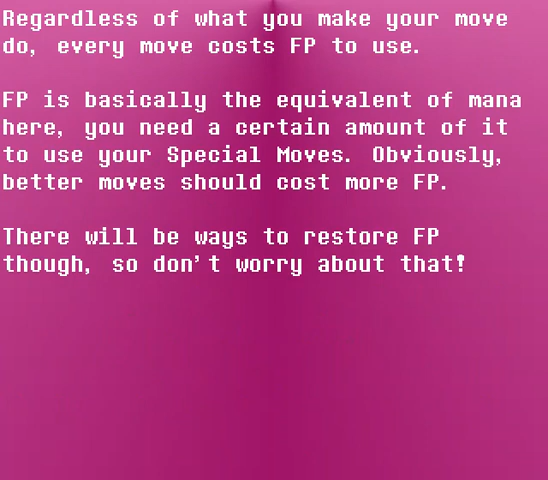 Regardless of what you make your move
do, every move costs FP to use.
FP is basically the equivalent of mana
here, you need a certain amount of it
to use your Special Moves. Obviously,
better moves should cost more FP.
There will be ways to restore FP
though, so don't worry about that!